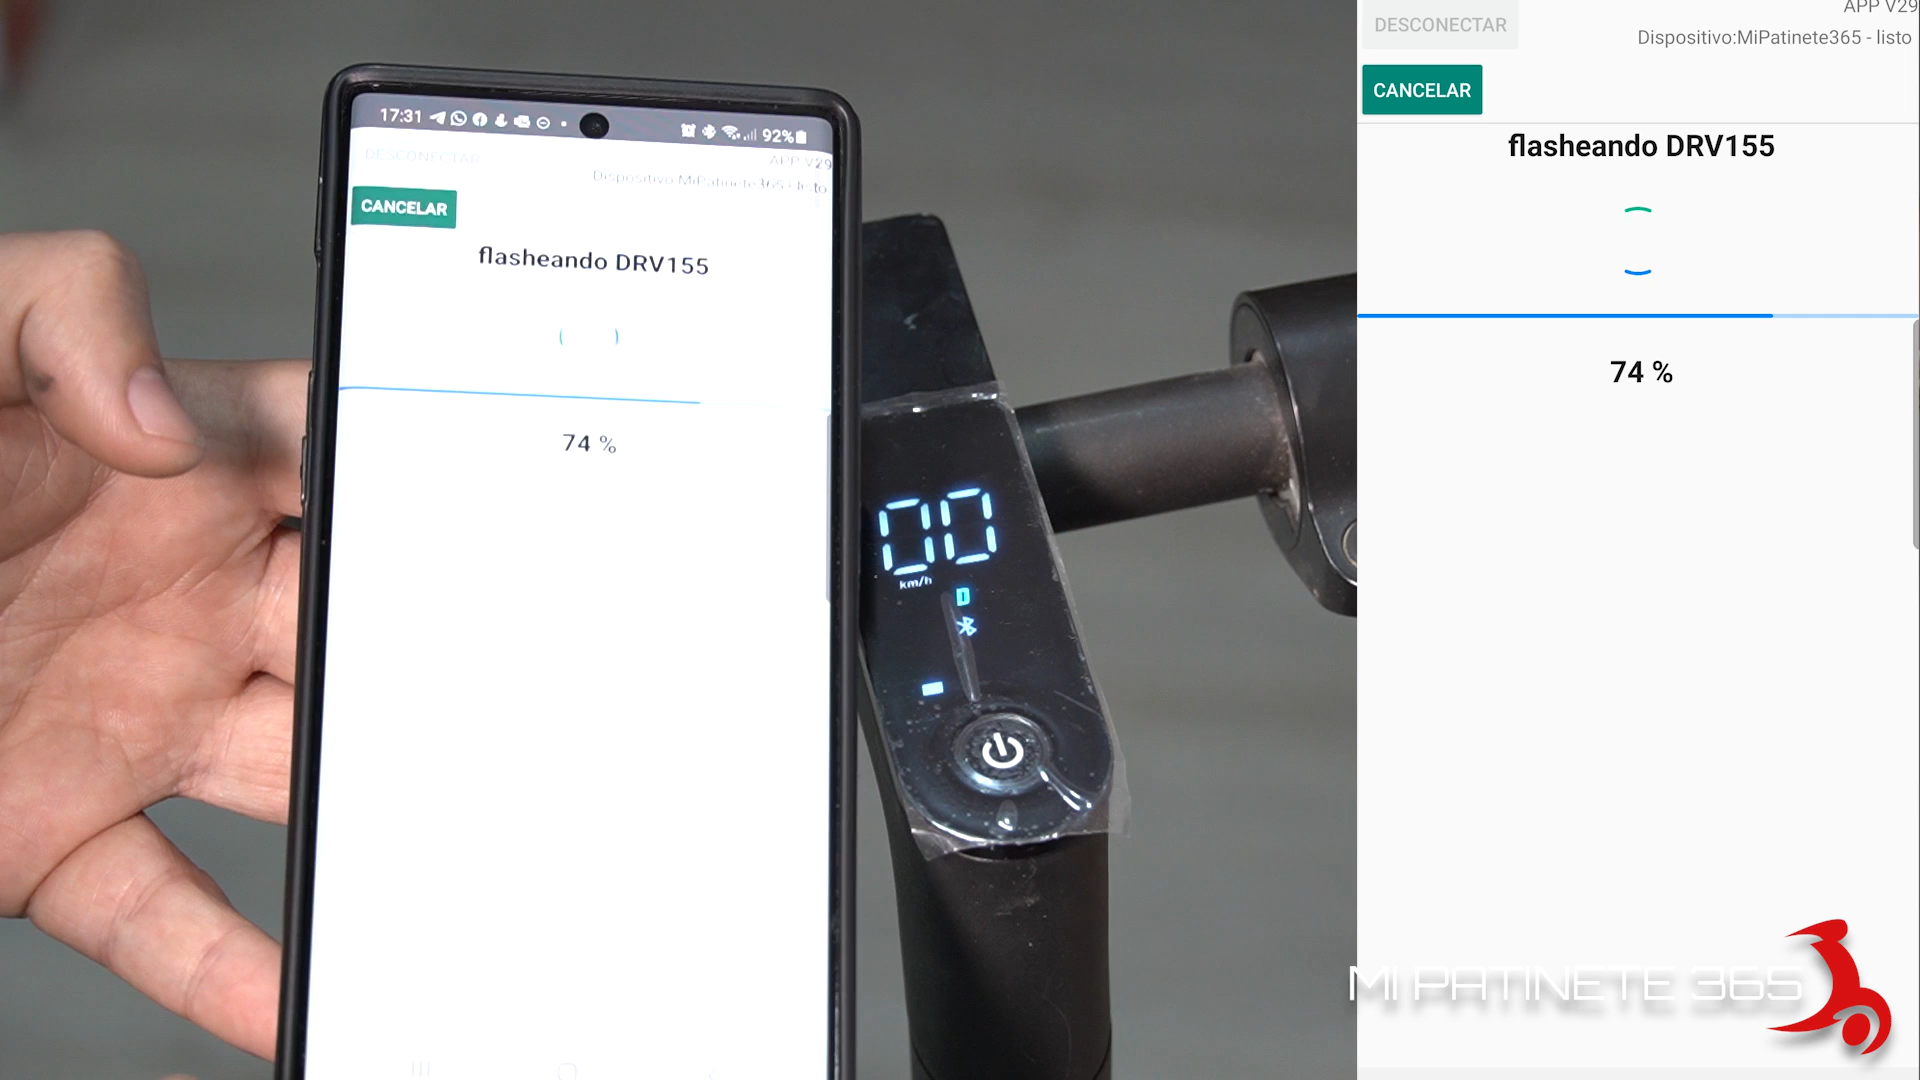 17:31
92%
DESCONECTAR
APP V29
Dispositivo:MiPatinete365 - listo
CANCELAR
flasheando DRV155
74 %
00
km/h
D
DESCONECTAR
APP V29
Dispositivo:MiPatinete365 - listo
CANCELAR
flasheando DRV155
74 %
MI PATINETE 365